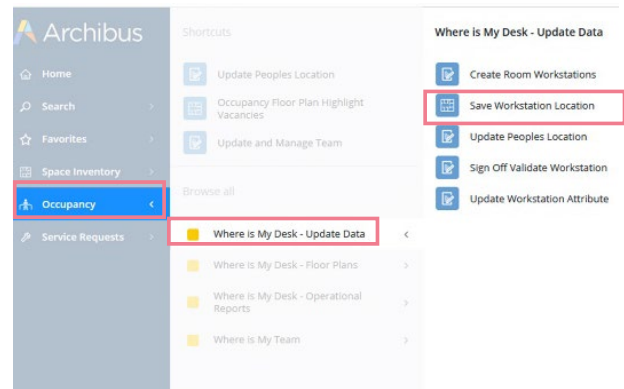 Archibus
Home
Search
Favorites
Space Inventory
Occupancy
Service Requests
Shortcuts
Update Peoples Location
Occupancy Floor Plan Highlight
Vacancies
Update and Manage Team
Browse all
Where is My Desk - Update Data
Where is My Desk - Floor Plans
Where is My Desk - Operational
Reports
Where is My Team
Where is My Desk - Update Data
Create Room Workstations
Save Workstation Location
Update Peoples Location
Sign Off Validate Workstation
Update Workstation Attribute